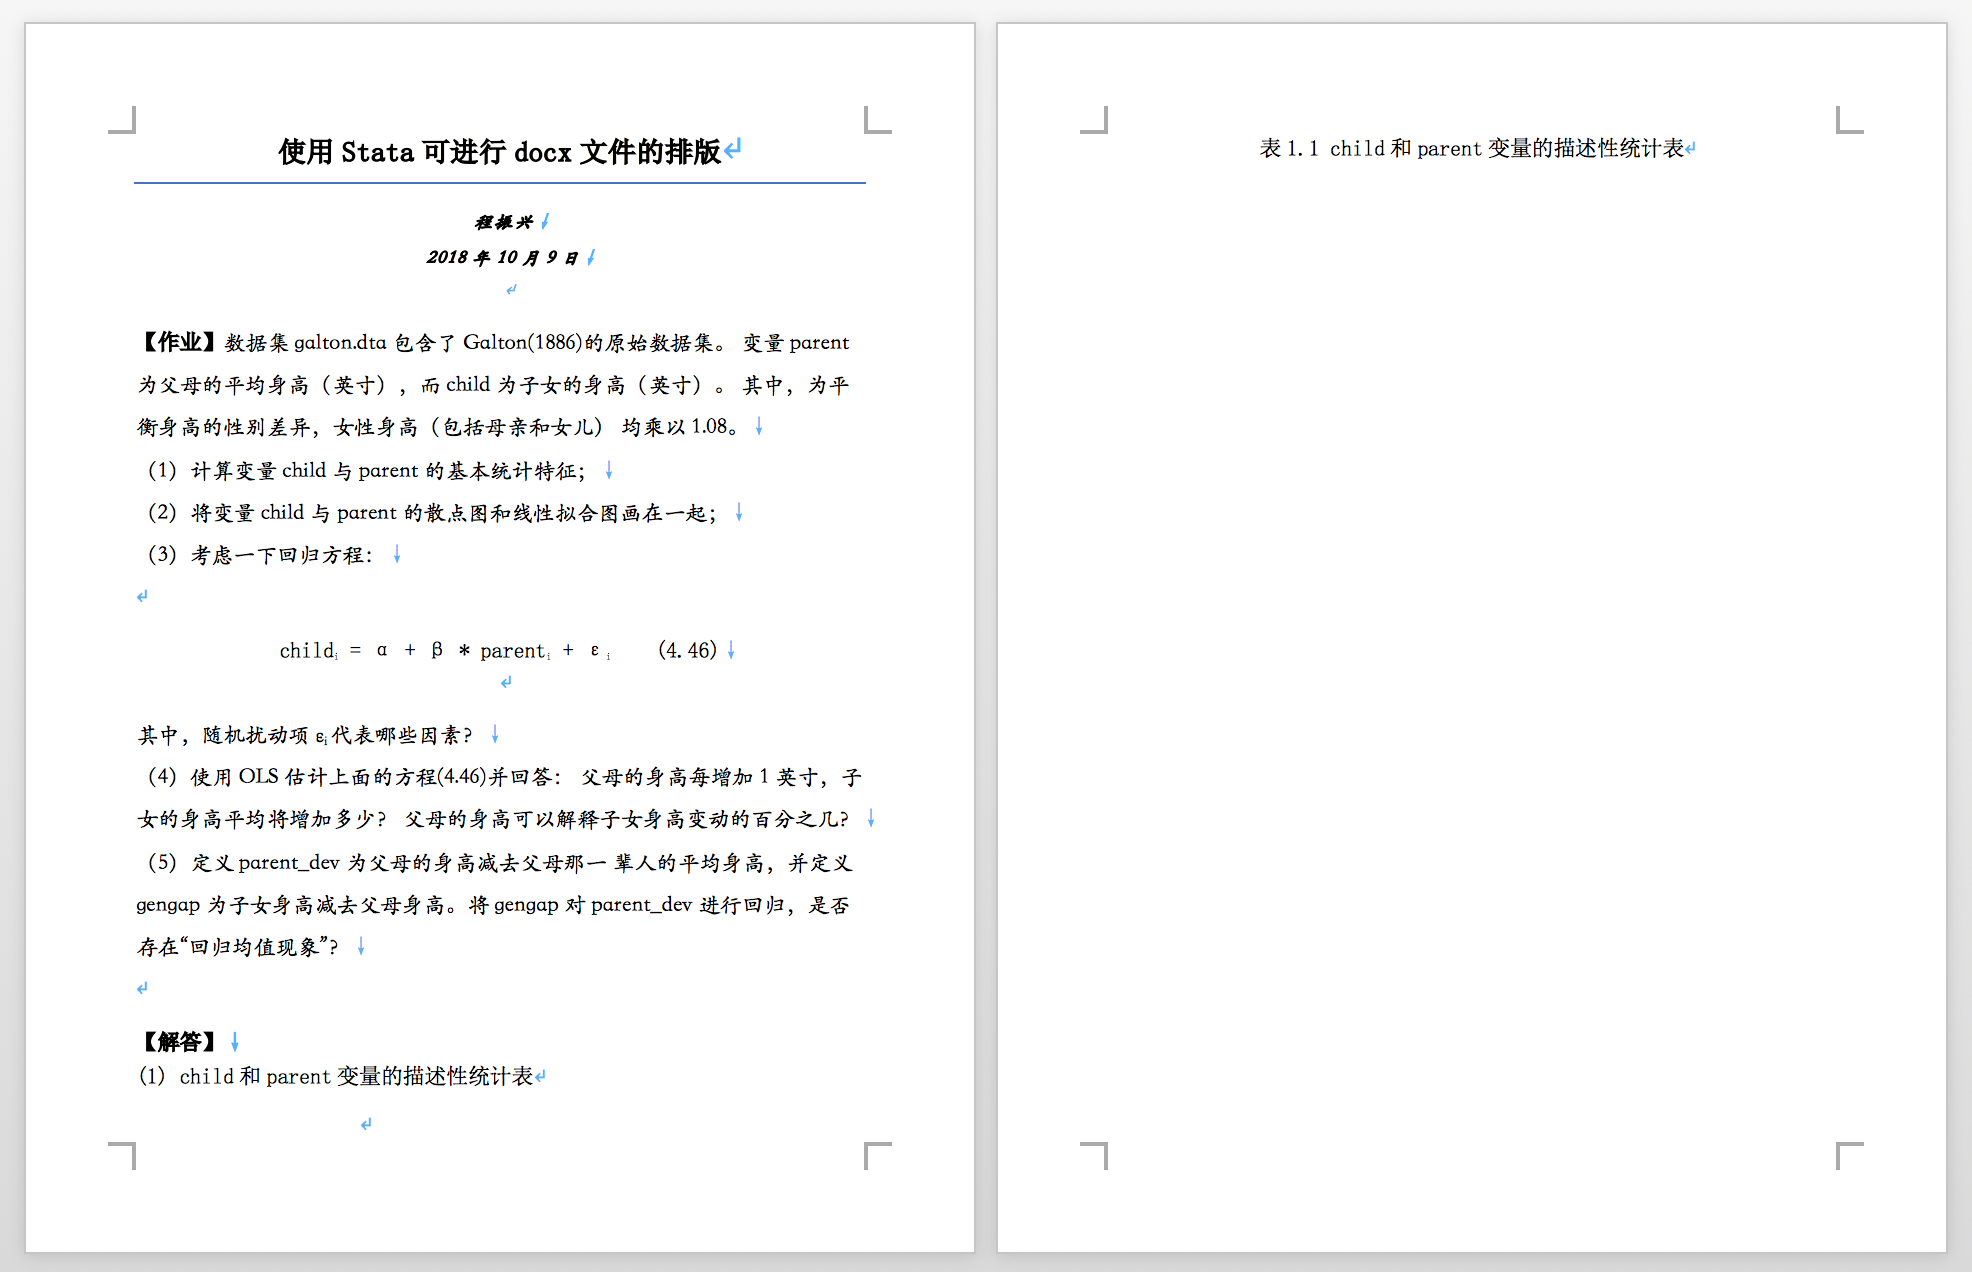 使用 Stata 可进行 docx 文件的排版
程振兴
2018 年 10 月 9 日
【作业】数据集 galton.dta 包含了 Galton(1886)的原始数据集。 变量 parent
为父母的平均身高（英寸），而 child 为子女的身高（英寸）。 其中，为平
衡身高的性别差异，女性身高（包括母亲和女儿） 均乘以 1.08。
（1）计算变量 child 与 parent 的基本统计特征；
（2）将变量 child 与 parent 的散点图和线性拟合图画在一起；
（3）考虑一下回归方程：
childᵢ = α + β * parentᵢ + εᵢ (4.46)
其中，随机扰动项 εᵢ 代表哪些因素？
（4）使用 OLS 估计上面的方程(4.46)并回答： 父母的身高每增加 1 英寸，子
女的身高平均将增加多少？ 父母的身高可以解释子女身高变动的百分之几？
（5）定义 parent_dev 为父母的身高减去父母那一 辈人的平均身高，并定义
gengap 为子女身高减去父母身高。将 gengap 对 parent_dev 进行回归，是否
存在“回归均值现象”？
【解答】
(1) child 和 parent 变量的描述性统计表
表 1.1 child 和 parent 变量的描述性统计表